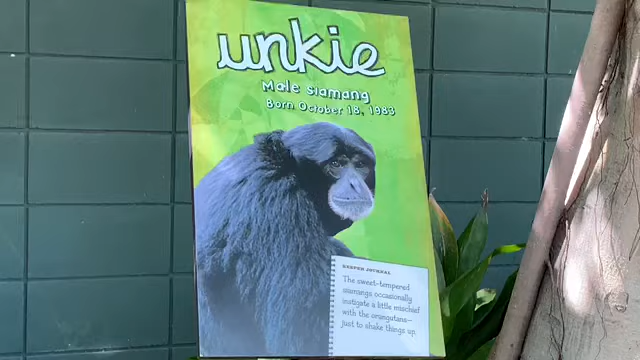 unkie
Male Siamang
Born October 18, 1983
KEEPER JOURNAL
The sweet-tempered
siamangs occasionally
instigate a little mischief
with the orangutans—
just to shake things up.